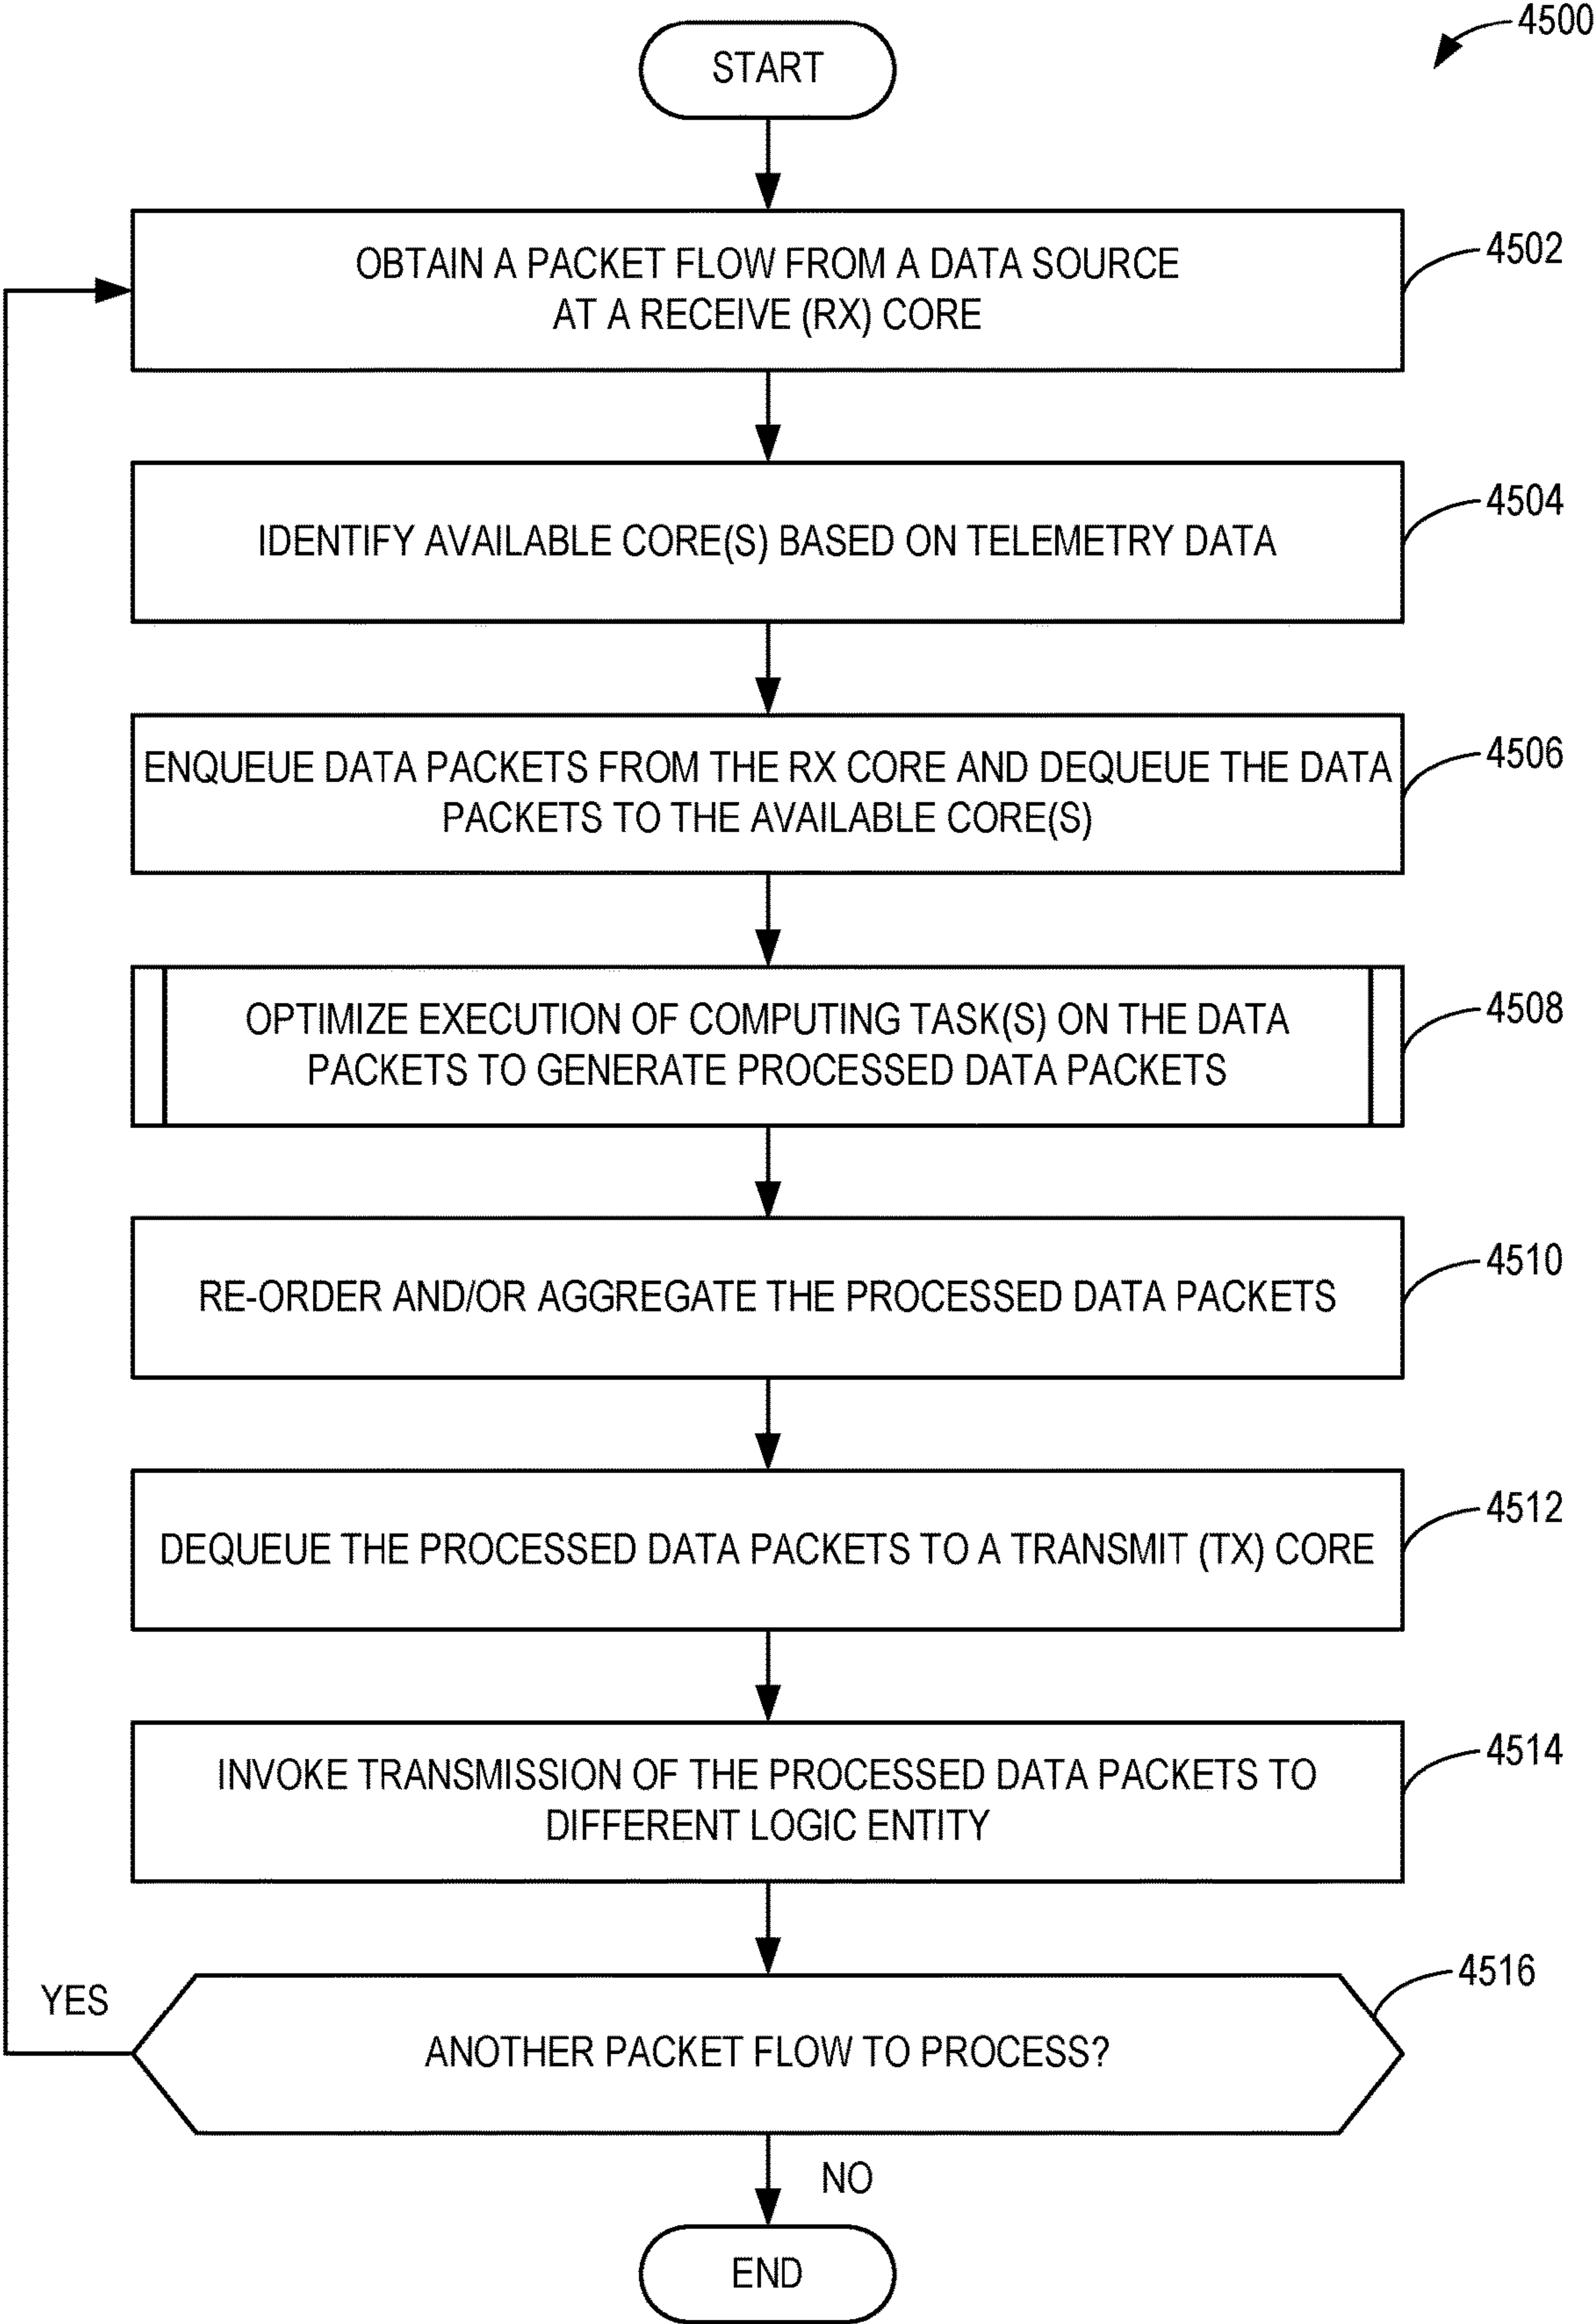 4500
START
OBTAIN A PACKET FLOW FROM A DATA SOURCE
AT A RECEIVE (RX) CORE
4502
IDENTIFY AVAILABLE CORE(S) BASED ON TELEMETRY DATA
4504
ENQUEUE DATA PACKETS FROM THE RX CORE AND DEQUEUE THE DATA
PACKETS TO THE AVAILABLE CORE(S)
4506
OPTIMIZE EXECUTION OF COMPUTING TASK(S) ON THE DATA
PACKETS TO GENERATE PROCESSED DATA PACKETS
4508
RE-ORDER AND/OR AGGREGATE THE PROCESSED DATA PACKETS
4510
DEQUEUE THE PROCESSED DATA PACKETS TO A TRANSMIT (TX) CORE
4512
INVOKE TRANSMISSION OF THE PROCESSED DATA PACKETS TO
DIFFERENT LOGIC ENTITY
4514
YES
ANOTHER PACKET FLOW TO PROCESS?
4516
NO
END